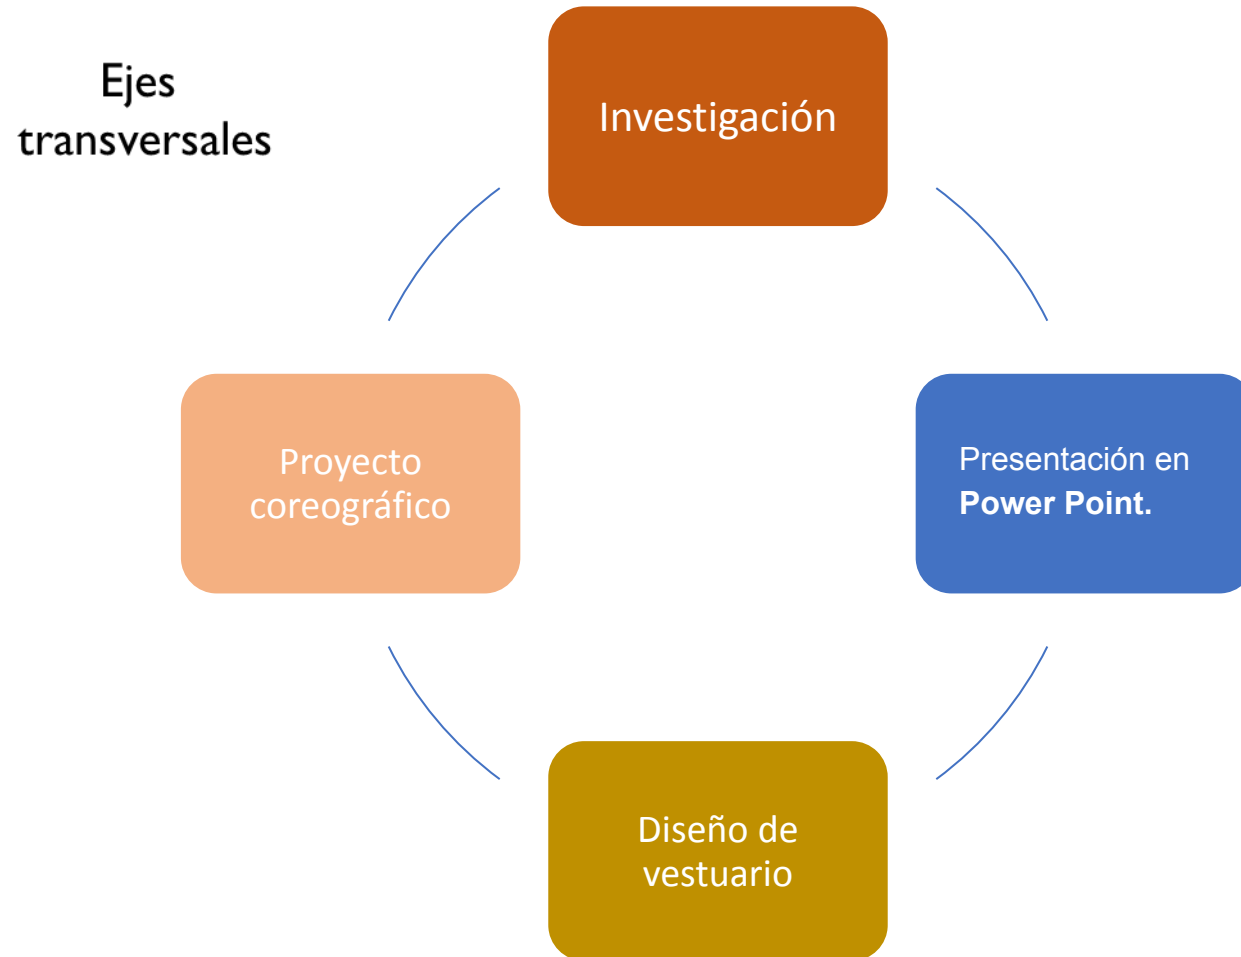 Ejes
transversales
Investigación
Proyecto
coreográfico
Presentación en
Power Point.
Diseño de
vestuario